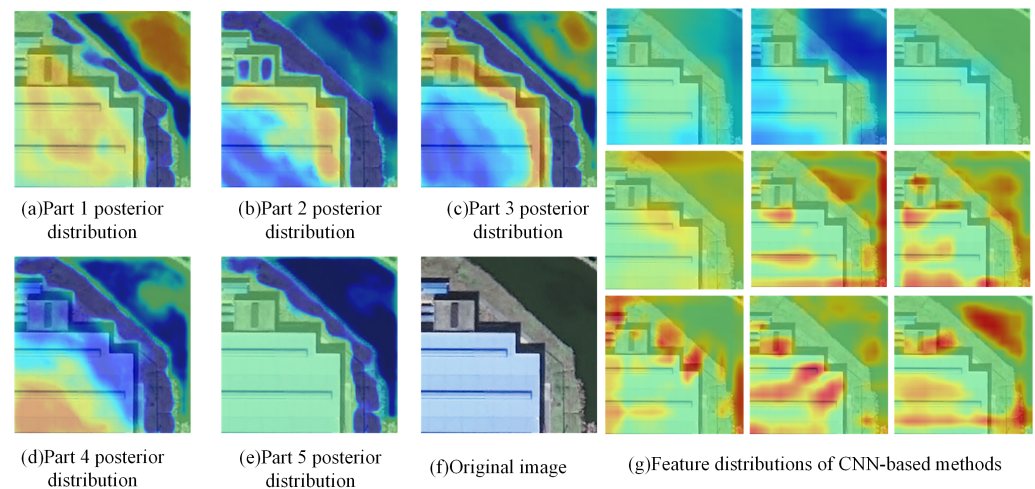 (a)Part 1 posterior
distribution
(b)Part 2 posterior
distribution
(c)Part 3 posterior
distribution
(d)Part 4 posterior
distribution
(e)Part 5 posterior
distribution
(f)Original image
(g)Feature distributions of CNN-based methods